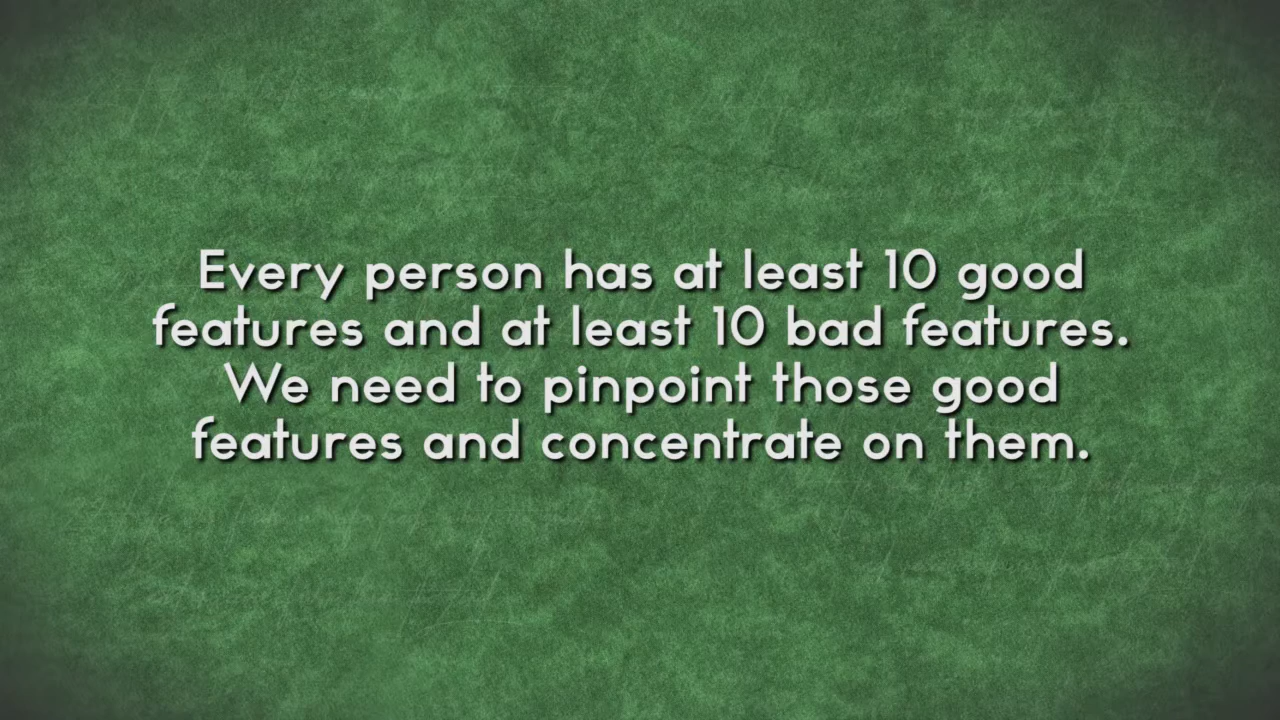 Every person has at least 10 good
features and at least 10 bad features.
We need to pinpoint those good
features and concentrate on them.